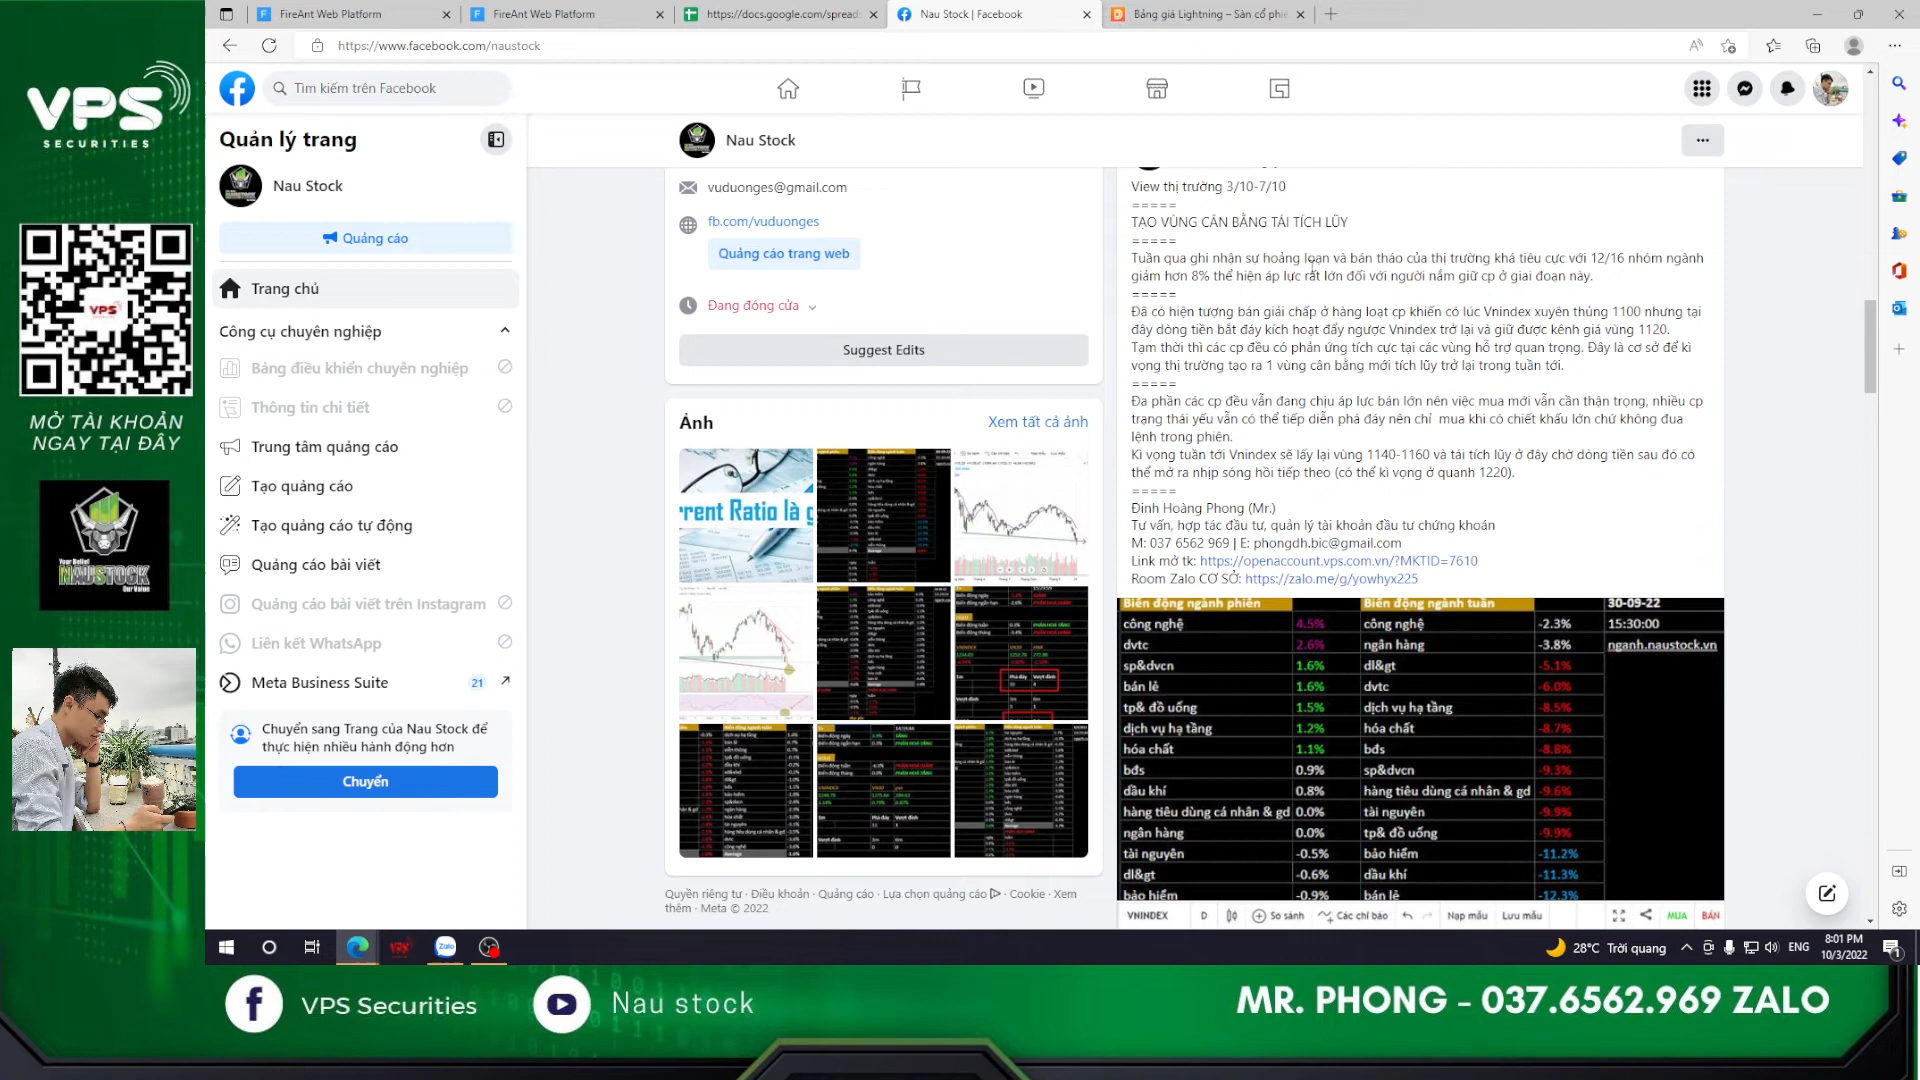 VPS
SECURITIES
VPS
MỞ TÀI KHOẢN
NGAY TẠI ĐÂY
Your Belief
NAUSTOCK
Our Value
FireAnt Web Platform
FireAnt Web Platform
https://docs.google.com/spread
Nau Stock | Facebook
Bảng giá Lightning – Sàn cổ phi
https://www.facebook.com/naustock
Tìm kiếm trên Facebook
Quản lý trang
Nau Stock
Quảng cáo
Trang chủ
Công cụ chuyên nghiệp
Bảng điều khiển chuyên nghiệp
Thông tin chi tiết
Trung tâm quảng cáo
Tạo quảng cáo
Tạo quảng cáo tự động
Quảng cáo bài viết
Quảng cáo bài viết trên Instagram
Liên kết WhatsApp
Meta Business Suite 21
Chuyển sang Trang của Nau Stock để
thực hiện nhiều hành động hơn
Chuyển
Nau Stock
vuduonges@gmail.com
fb.com/vuduonges
Quảng cáo trang web
Đang đóng cửa
Suggest Edits
Ảnh
Xem tất cả ảnh
rrent Ratio là g
Quyền riêng tư · Điều khoản · Quảng cáo · Lựa chọn quảng cáo · Cookie · Xem
thêm · Meta © 2022
View thị trường 3/10-7/10
=====
TẠO VÙNG CÂN BẰNG TÁI TÍCH LŨY
=====
Tuần qua ghi nhận sự hoảng loạn và bán tháo của thị trường khá tiêu cực với 12/16 nhóm ngành
giảm hơn 8% thể hiện áp lực rất lớn đối với người nắm giữ cp ở giai đoạn này.
=====
Đã có hiện tượng bán giải chấp ở hàng loạt cp khiến có lúc Vnindex xuyên thủng 1100 nhưng tại
đây dòng tiền bắt đáy kích hoạt đẩy ngược Vnindex trở lại và giữ được kênh giá vùng 1120.
Tạm thời thì các cp đều có phản ứng tích cực tại các vùng hỗ trợ quan trọng. Đây là cơ sở để kì
vọng thị trường tạo ra 1 vùng cân bằng mới tích lũy trở lại trong tuần tới.
=====
Đa phần các cp đều vẫn đang chịu áp lực bán lớn nên việc mua mới vẫn cần thận trọng, nhiều cp
trạng thái yếu vẫn có thể tiếp diễn phá đáy nên chỉ mua khi có chiết khấu lớn chứ không đua
lệnh trong phiên.
Kì vọng tuần tới Vnindex sẽ lấy lại vùng 1140-1160 và tái tích lũy ở đây chờ dòng tiền sau đó có
thể mở ra nhịp sóng hồi tiếp theo (có thể kì vọng ở quanh 1220).
=====
Đinh Hoàng Phong (Mr.)
Tư vấn, hợp tác đầu tư, quản lý tài khoản đầu tư chứng khoán
M: 037 6562 969 | E: phongdh.bic@gmail.com
Link mở tk: https://openaccount.vps.com.vn/?MKTID=7610
Room Zalo CƠ SỞ: https://zalo.me/g/yowhyx225
Biến động ngành phiên Biến động ngành tuần 30-09-22
công nghệ 4.5% công nghệ -2.3% 15:30:00
dvtc 2.6% ngân hàng -3.8% nganh.naustock.vn
sp&dvcn 1.6% dl&gt -5.1%
bán lẻ 1.6% dvtc -6.0%
tp& đồ uống 1.5% dịch vụ hạ tầng -8.5%
dịch vụ hạ tầng 1.2% hóa chất -8.7%
hóa chất 1.1% bđs -8.8%
bđs 0.9% sp&dvcn -9.3%
dầu khí 0.8% hàng tiêu dùng cá nhân & gd -9.6%
hàng tiêu dùng cá nhân & gd 0.0% tài nguyên -9.9%
ngân hàng 0.0% tp& đồ uống -9.9%
tài nguyên -0.5% bảo hiểm -11.2%
dl&gt -0.6% dầu khí -11.3%
bảo hiểm -0.9% bán lẻ -12.3%
VNINDEX D So sánh Các chỉ báo Nạp mẫu Lưu mẫu MUA BÁN
28°C Trời quang ENG
8:01 PM
10/3/2022
VPS Securities
Nau stock
MR. PHONG - 037.6562.969 ZALO